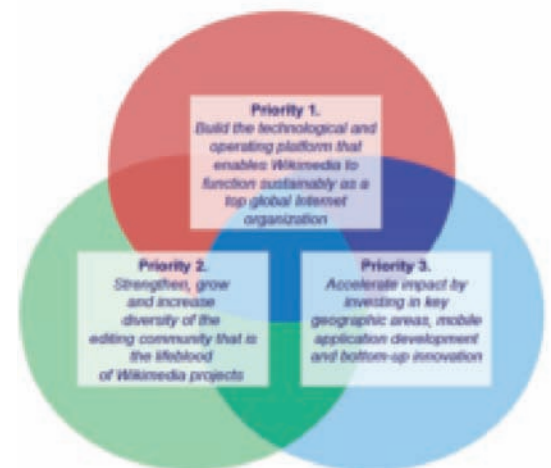 Priority 1.
Build the technological and
operating platform that
enables Wikimedia to
function sustainably as a
top global Internet
organization
Priority 2.
Strengthen, grow
and increase
diversity of the
editing community that is
the lifeblood
of Wikimedia projects
Priority 3.
Accelerate impact by
investing in key
geographic areas, mobile
application development
and bottom-up innovation